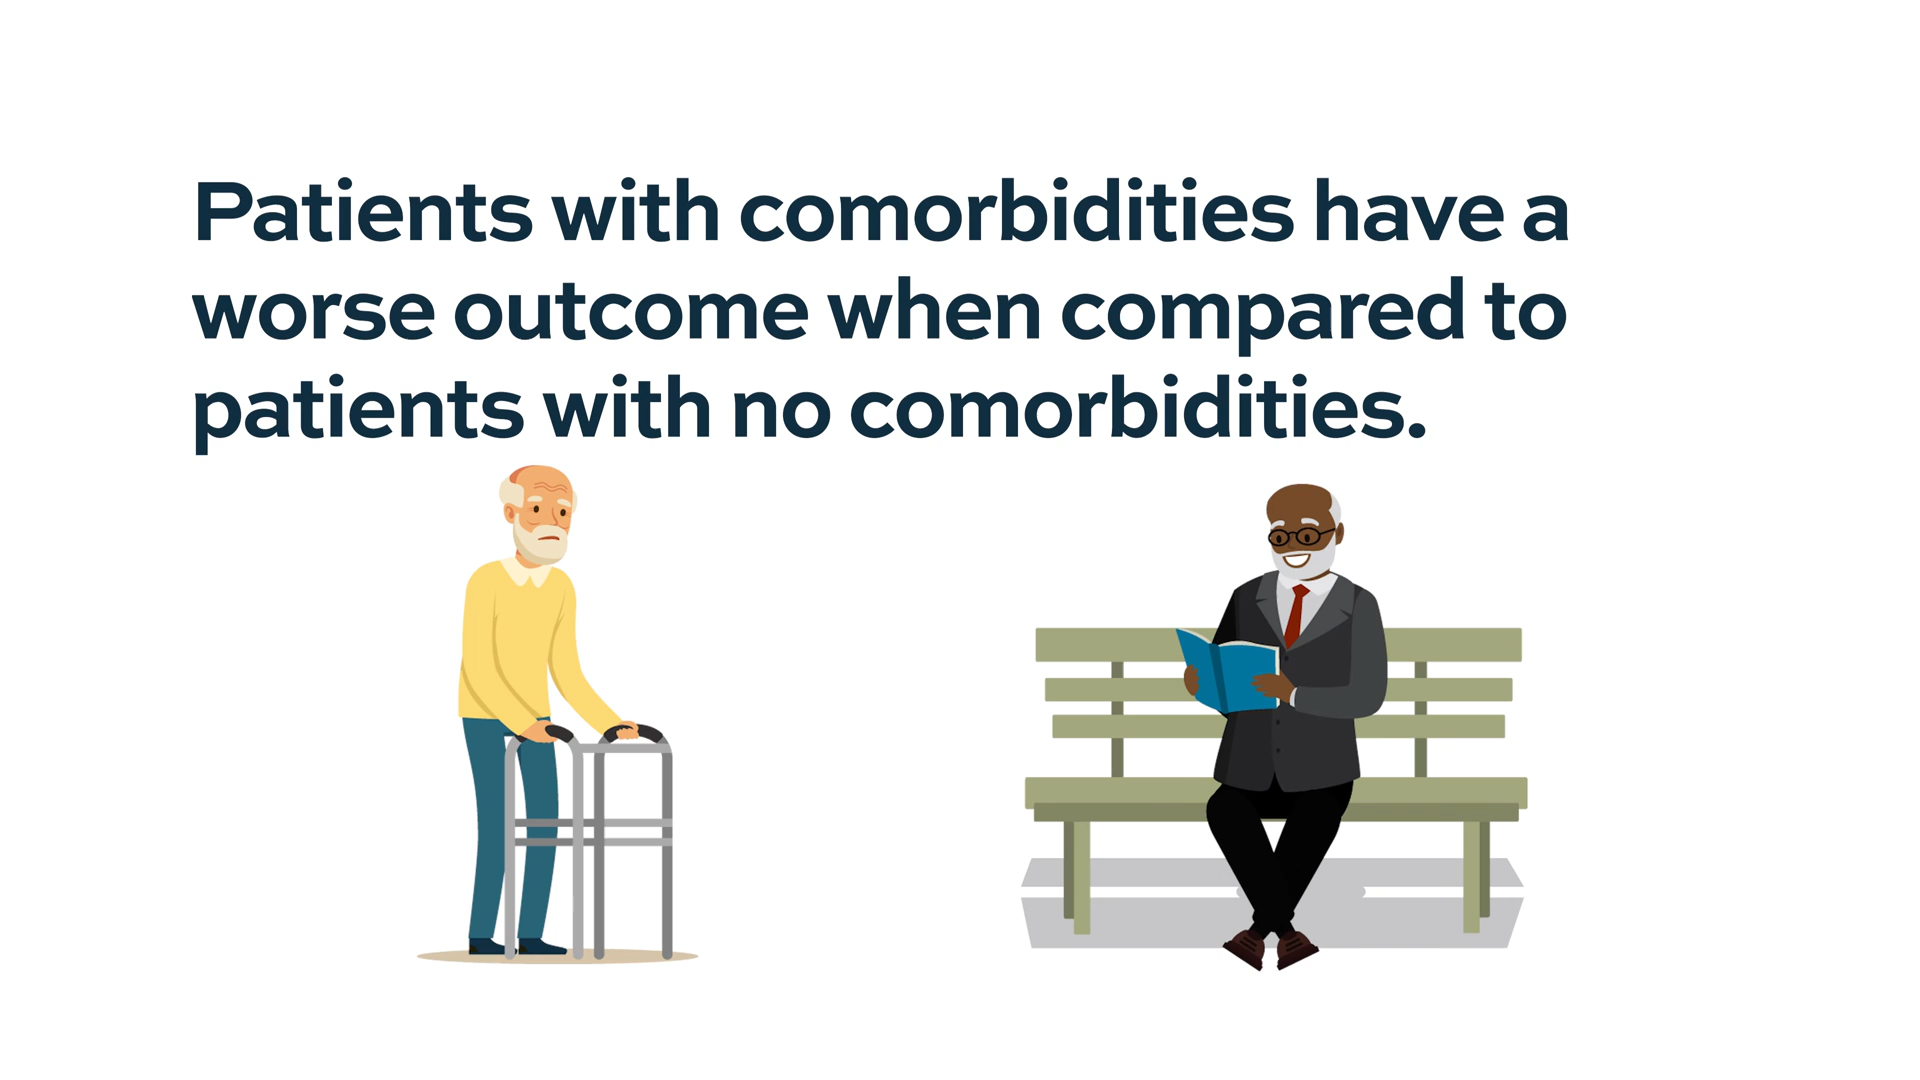 Patients with comorbidities have a
worse outcome when compared to
patients with no comorbidities.